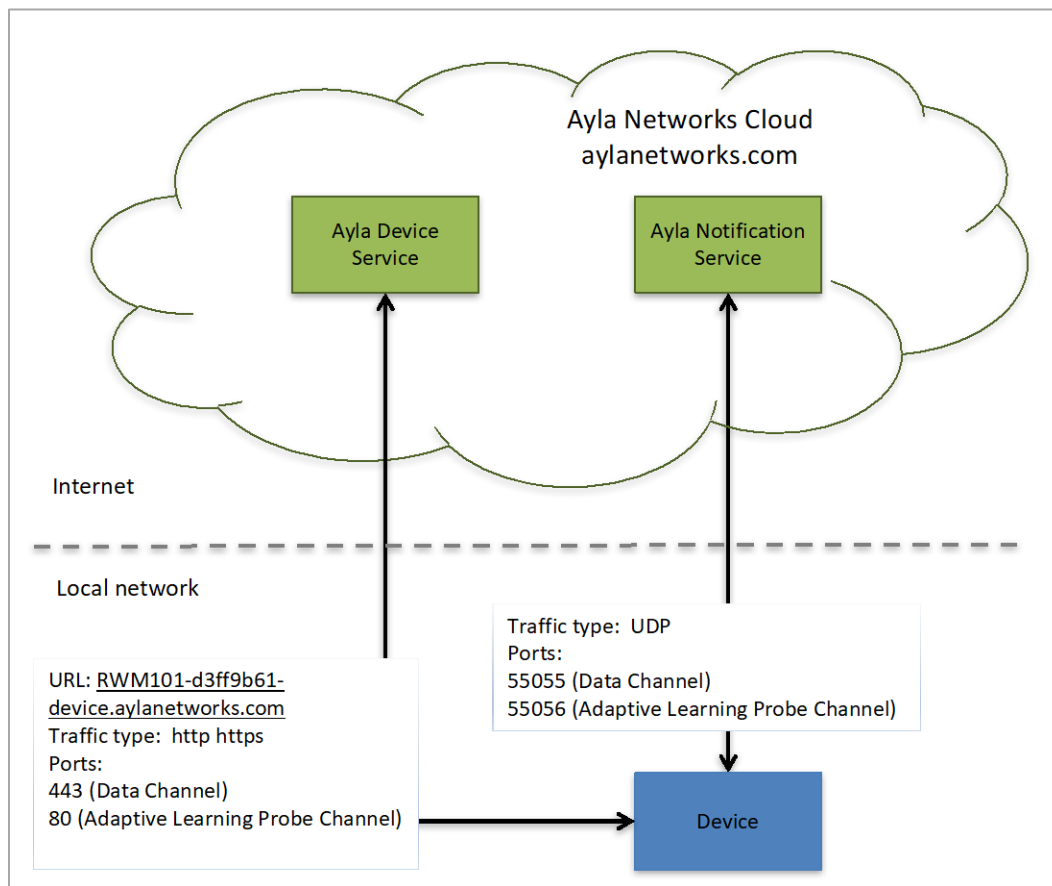 Ayla Networks Cloud
aylanetworks.com
Ayla Device
Service
Ayla Notification
Service
Internet
Local network
Traffic type:  UDP
Ports:
55055 (Data Channel)
55056 (Adaptive Learning Probe Channel)
URL: RWM101-d3ff9b61-
device.aylanetworks.com
Traffic type:  http https
Ports:
443 (Data Channel)
80 (Adaptive Learning Probe Channel)
Device